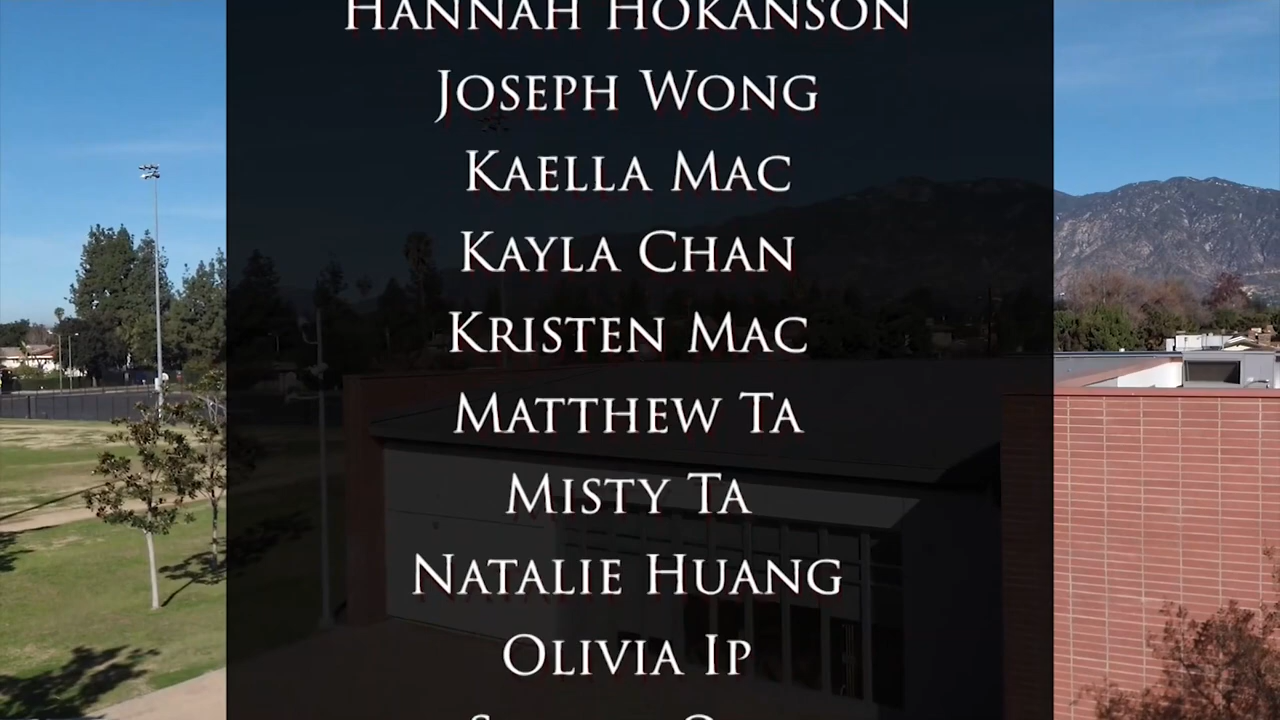 HANNAH HOKANSON
JOSEPH WONG
KAELLA MAC
KAYLA CHAN
KRISTEN MAC
MATTHEW TA
MISTY TA
NATALIE HUANG
OLIVIA IP